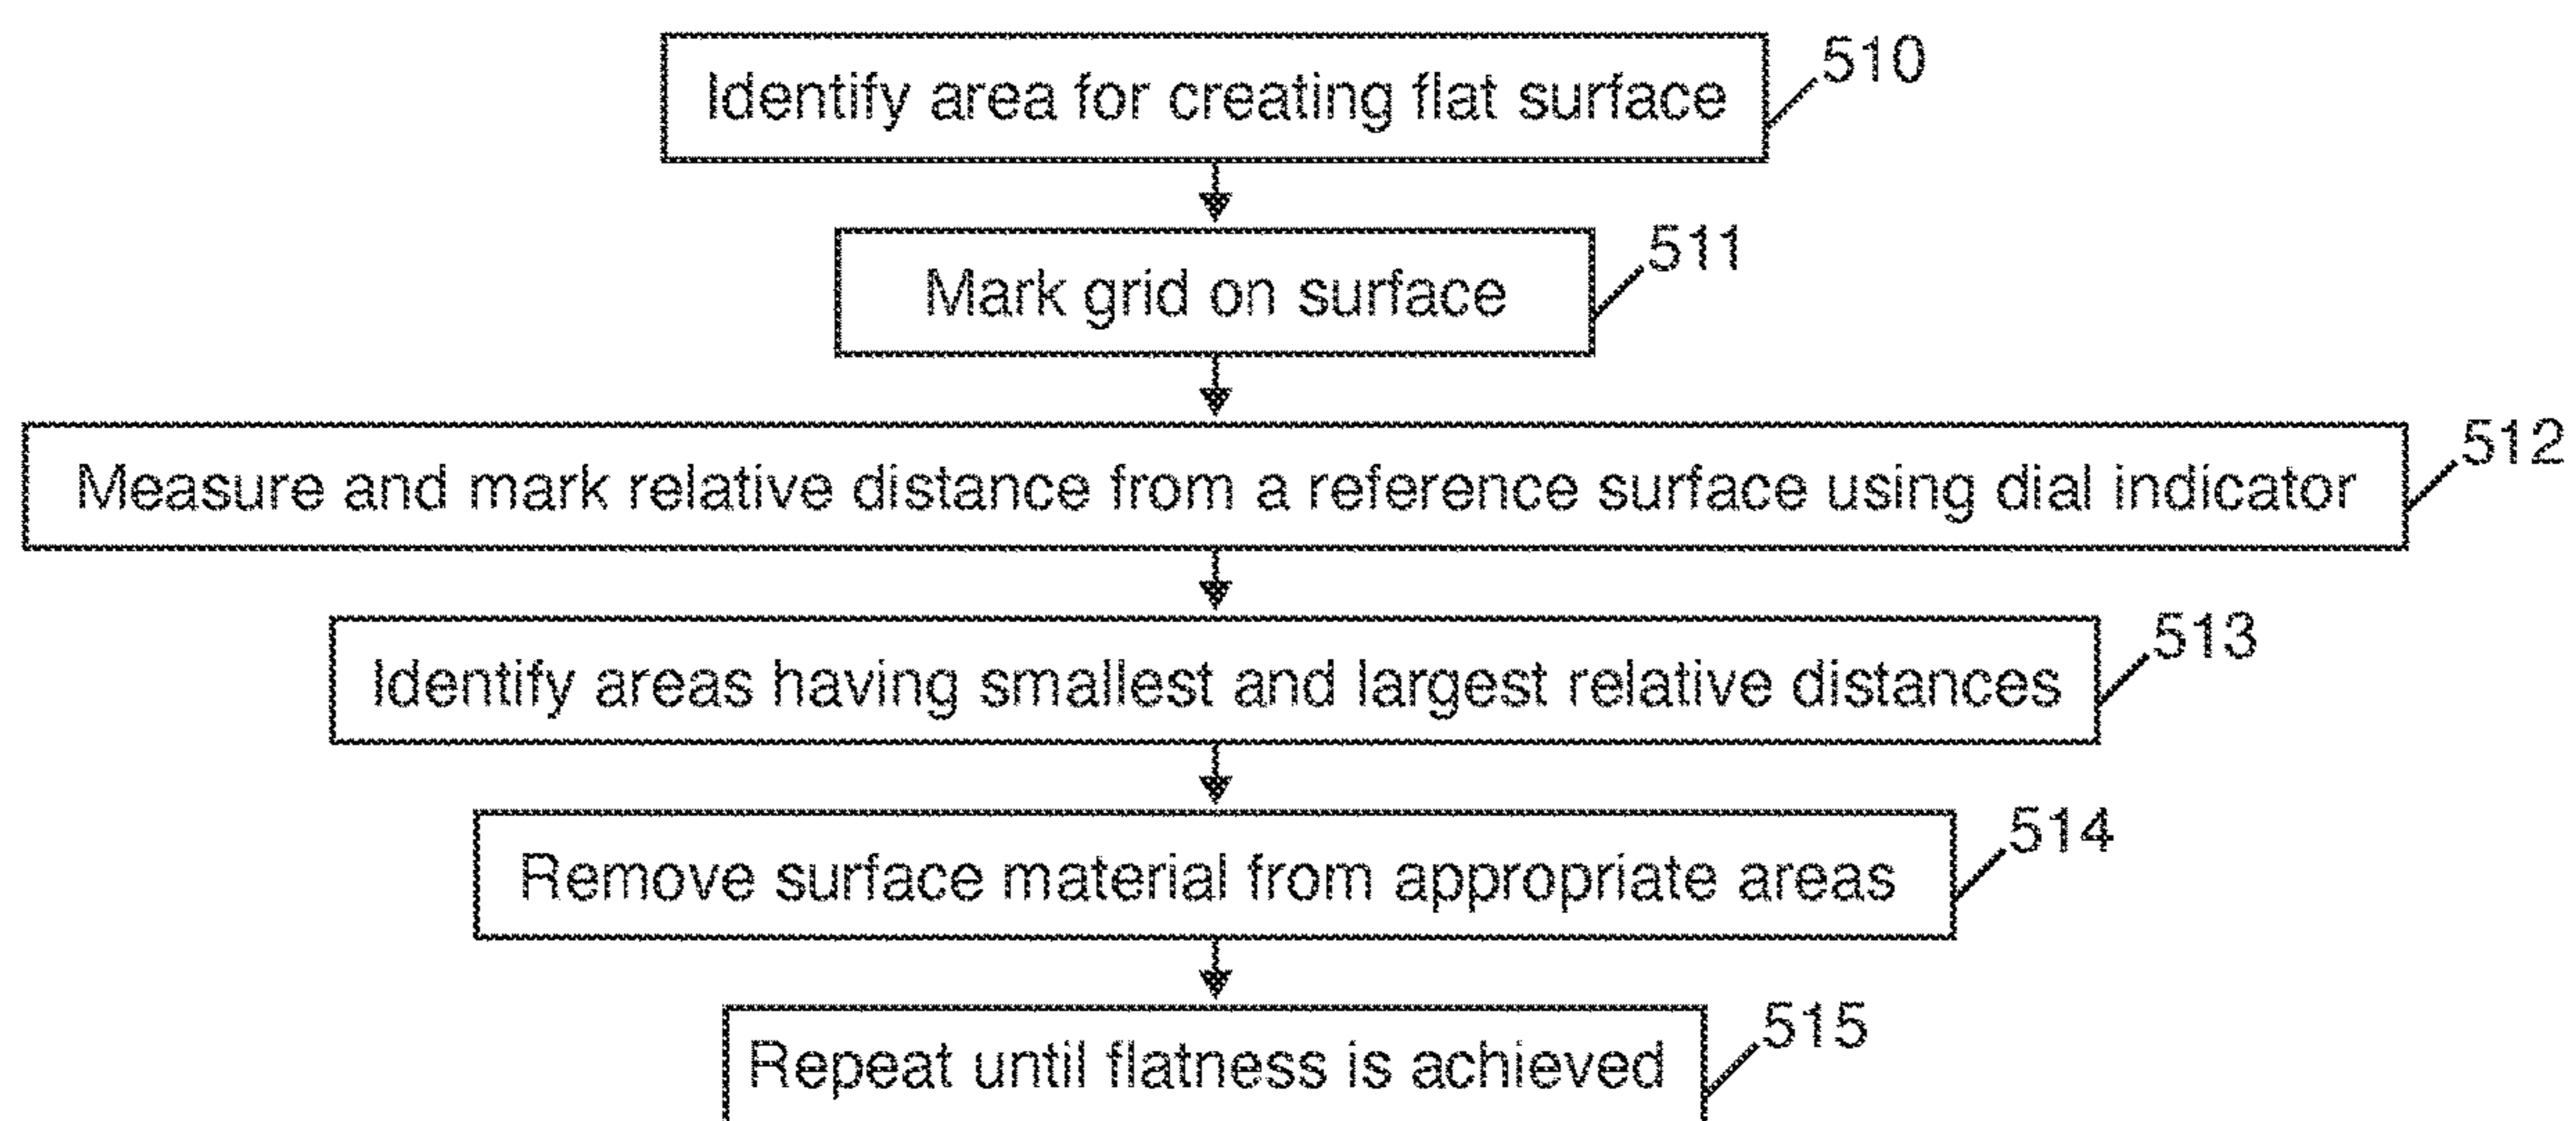 Identify area for creating flat surface
510
Mark grid on surface
511
Measure and mark relative distance from a reference surface using dial indicator
512
Identify areas having smallest and largest relative distances
513
Remove surface material from appropriate areas
514
Repeat until flatness is achieved
515